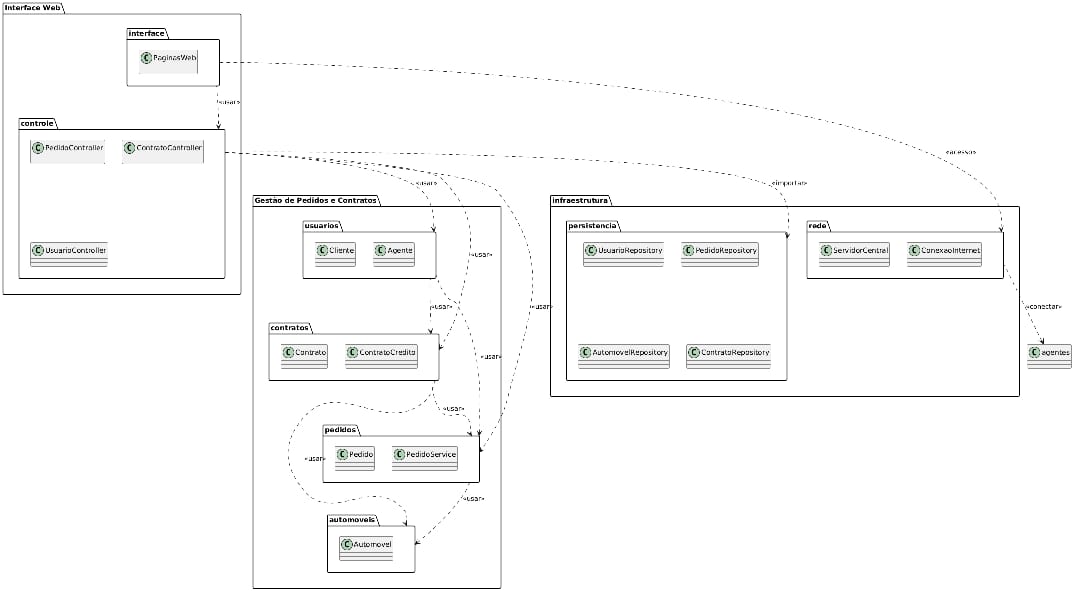 Interface Web
interface
PaginasWeb
«usar»
controle
PedidoController
ContratoController
UsuarioController
«acesso»
«usar»
«importar»
Gestão de Pedidos e Contratos
usuarios
Cliente
Agente
«usar»
«usar»
«usar»
contratos
Contrato
ContratoCredito
«usar»
«usar»
pedidos
Pedido
PedidoService
«usar»
«usar»
automoveis
Automovel
infraestrutura
persistencia
UsuarioRepository
PedidoRepository
AutomovelRepository
ContratoRepository
rede
ServidorCentral
ConexaoInternet
«conectar»
agentes